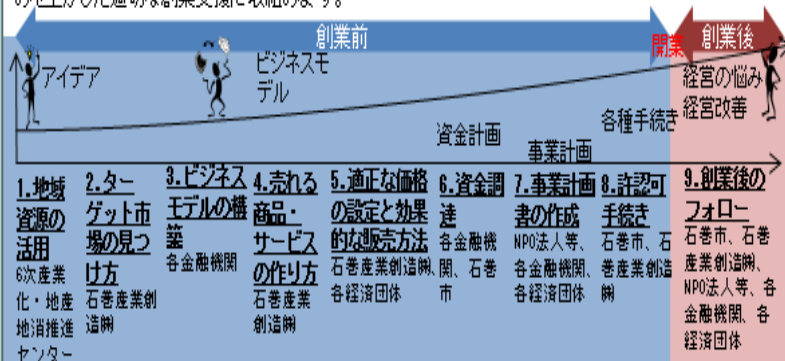 創業前
開業
創業後
アイデア
ビジネスモ
デル
資金計画
事業計画
各種手続き
経営の悩み
経営改善
1.地域
資源の
活用
6次産業
化・地産
地消推進
センター
2.ター
ゲット市
場の見つ
け方
石巻産業創
造㈱
3.ビジネス
モデルの構
築
各金融機関
4.売れる
商品・
サービス
の作り方
石巻産業
創造㈱
5.適正な価格
の設定と効果
的な販売方法
石巻産業創造㈱、
各経済団体
6.資金調
達
各金融機
関、石巻
市
7.事業計画
書の作成
NPO法人等、
各金融機関、
各経済団体
8.許認可
手続き
石巻市、石
巻産業創造
㈱
9.創業後の
フォロー
石巻市、石巻
産業創造㈱、
NPO法人等、各
金融機関、各
経済団体